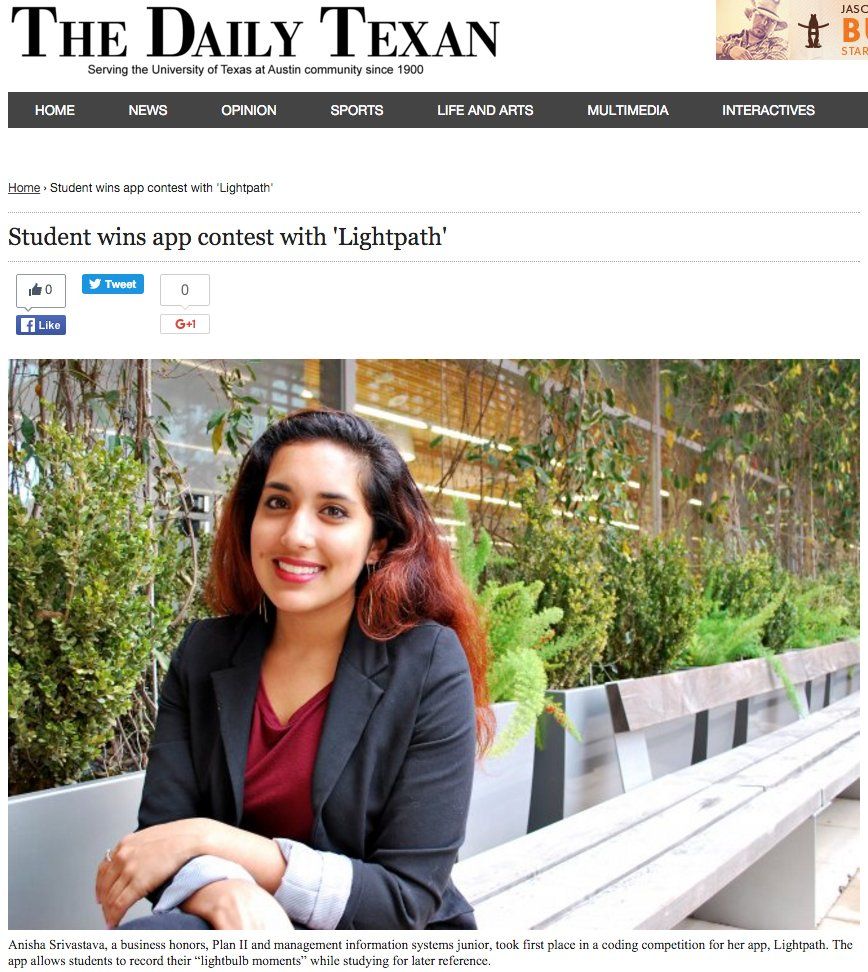 THE DAILY TEXAN
Serving the University of Texas at Austin community since 1900
JASO
BU
STAR
HOME NEWS OPINION SPORTS LIFE AND ARTS MULTIMEDIA INTERACTIVES
Home › Student wins app contest with 'Lightpath'
Student wins app contest with 'Lightpath'
0 Tweet 0
Like G+1
Anisha Srivastava, a business honors, Plan II and management information systems junior, took first place in a coding competition for her app, Lightpath. The
app allows students to record their “lightbulb moments” while studying for later reference.